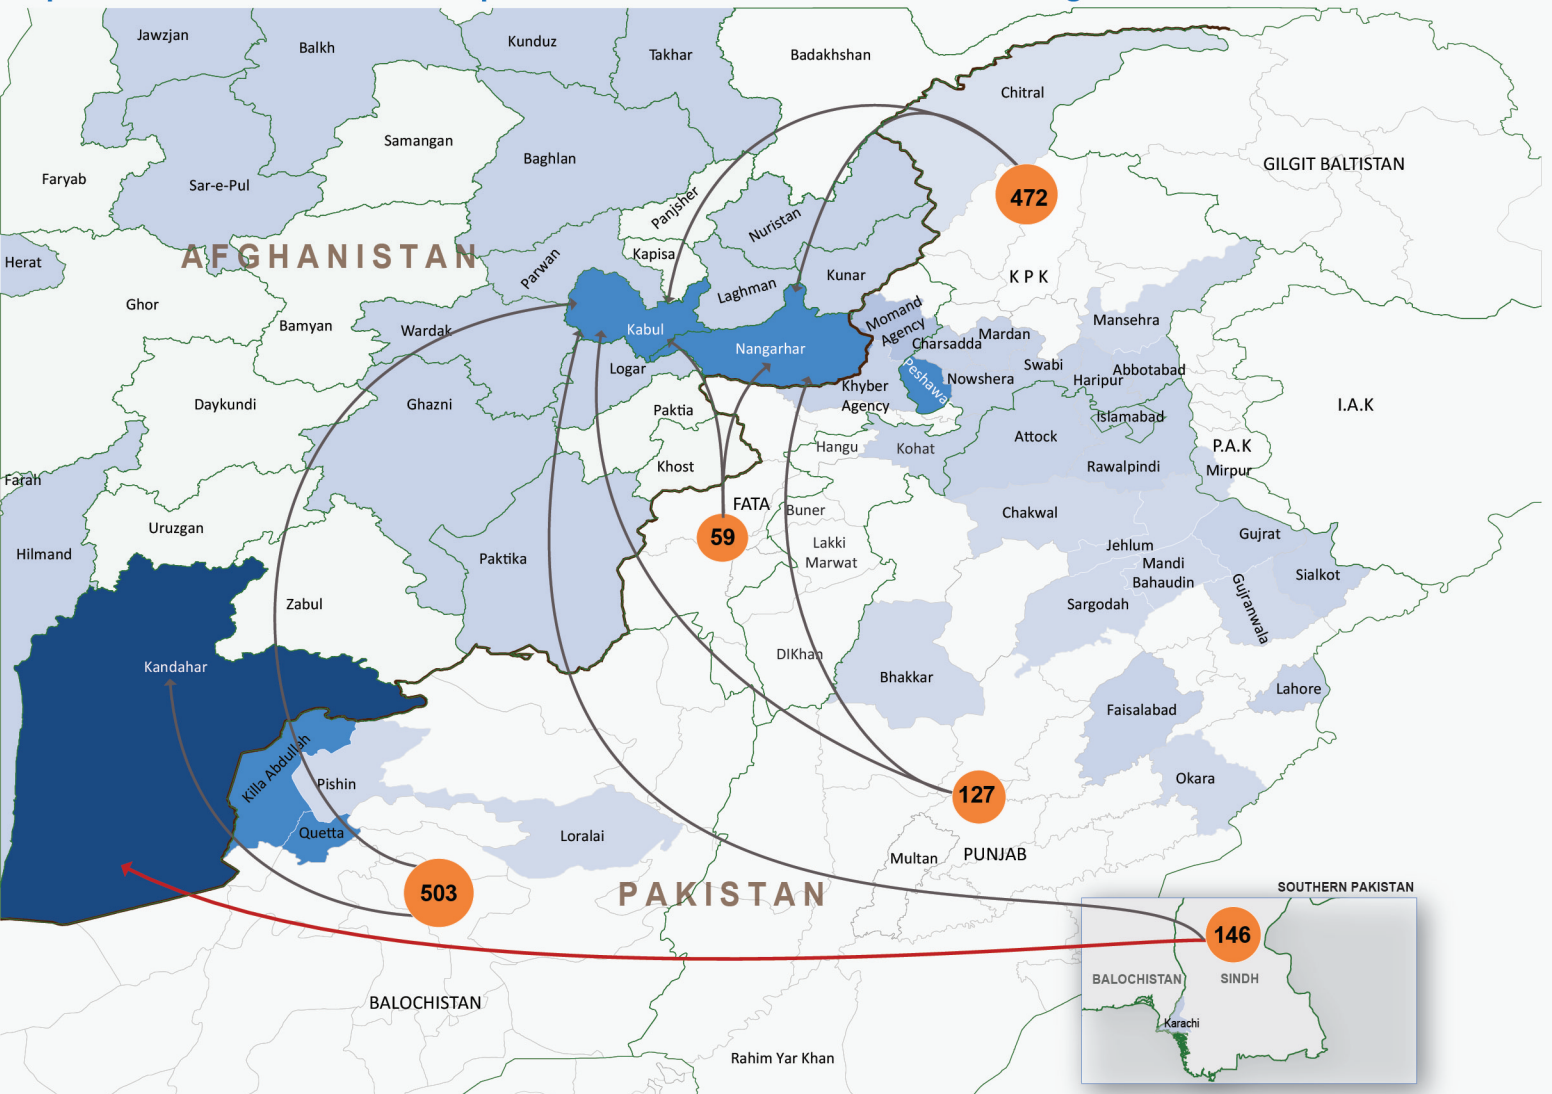 Jawzjan
Balkh
Kunduz
Takhar
Badakhshan
Chitral
Samangan
Baghlan
GILGIT BALTISTAN
Faryab
Sar-e-Pul
472
Panjsher
Nuristan
AFGHANISTAN
Herat
Parwan
Kapisa
Kunar
KPK
Laghman
Ghor
Bamyan
Wardak
Kabul
Nangarhar
Momand
Agency
Charsadda
Mardan
Mansehra
Logar
Khyber
Agency
Peshawa
Nowshera
Swabi
Haripur
Abbotabad
Daykundi
Ghazni
Paktia
Islamabad
I.A.K
Khost
Hangu
Kohat
Attock
Rawalpindi
P.A.K
Mirpur
Farah
Uruzgan
FATA
Buner
Chakwal
Gujrat
Hilmand
Paktika
59
Lakki
Marwat
Jehlum
Mandi
Bahaudin
Sialkot
Gujranwala
Zabul
Sargodah
Kandahar
DIKhan
Bhakkar
Lahore
Faisalabad
Killa Abdullah
Pishin
127
Okara
Quetta
Loralai
Multan
PUNJAB
503
PAKISTAN
SOUTHERN PAKISTAN
146
BALOCHISTAN
SINDH
BALOCHISTAN
Karachi
Rahim Yar Khan